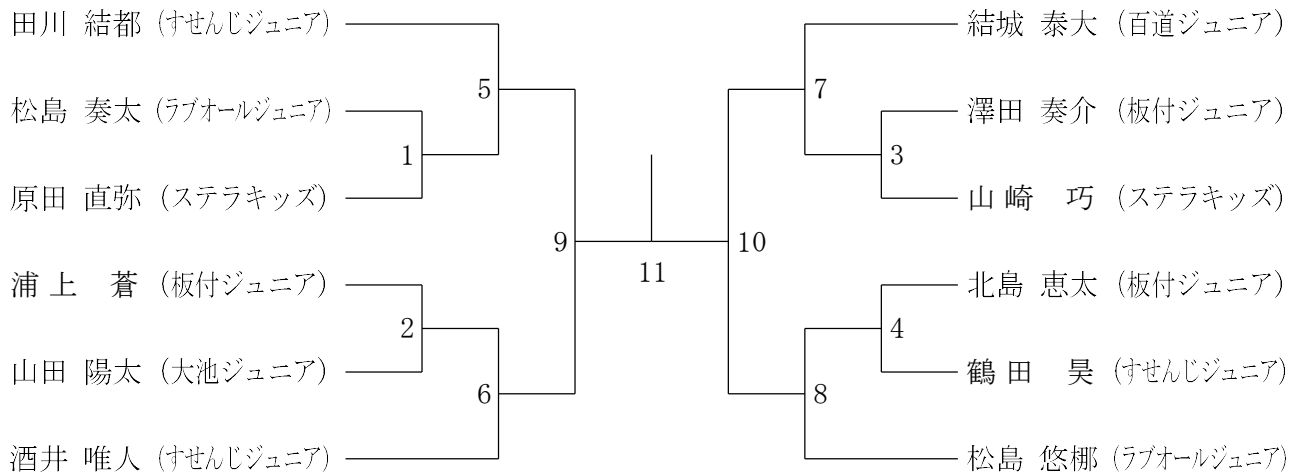 田川 結都 (すせんじジュニア)
5
松島 奏太 (ラブオールジュニア)
1
原田 直弥 (ステラキッズ)
9
浦上 蒼 (板付ジュニア)
2
山田 陽太 (大池ジュニア)
6
酒井 唯人 (すせんじジュニア)
11
結城 泰大 (百道ジュニア)
7
澤田 奏介 (板付ジュニア)
3
山崎 巧 (ステラキッズ)
10
北島 恵太 (板付ジュニア)
4
鶴田 昊 (すせんじジュニア)
8
松島 悠梛 (ラブオールジュニア)